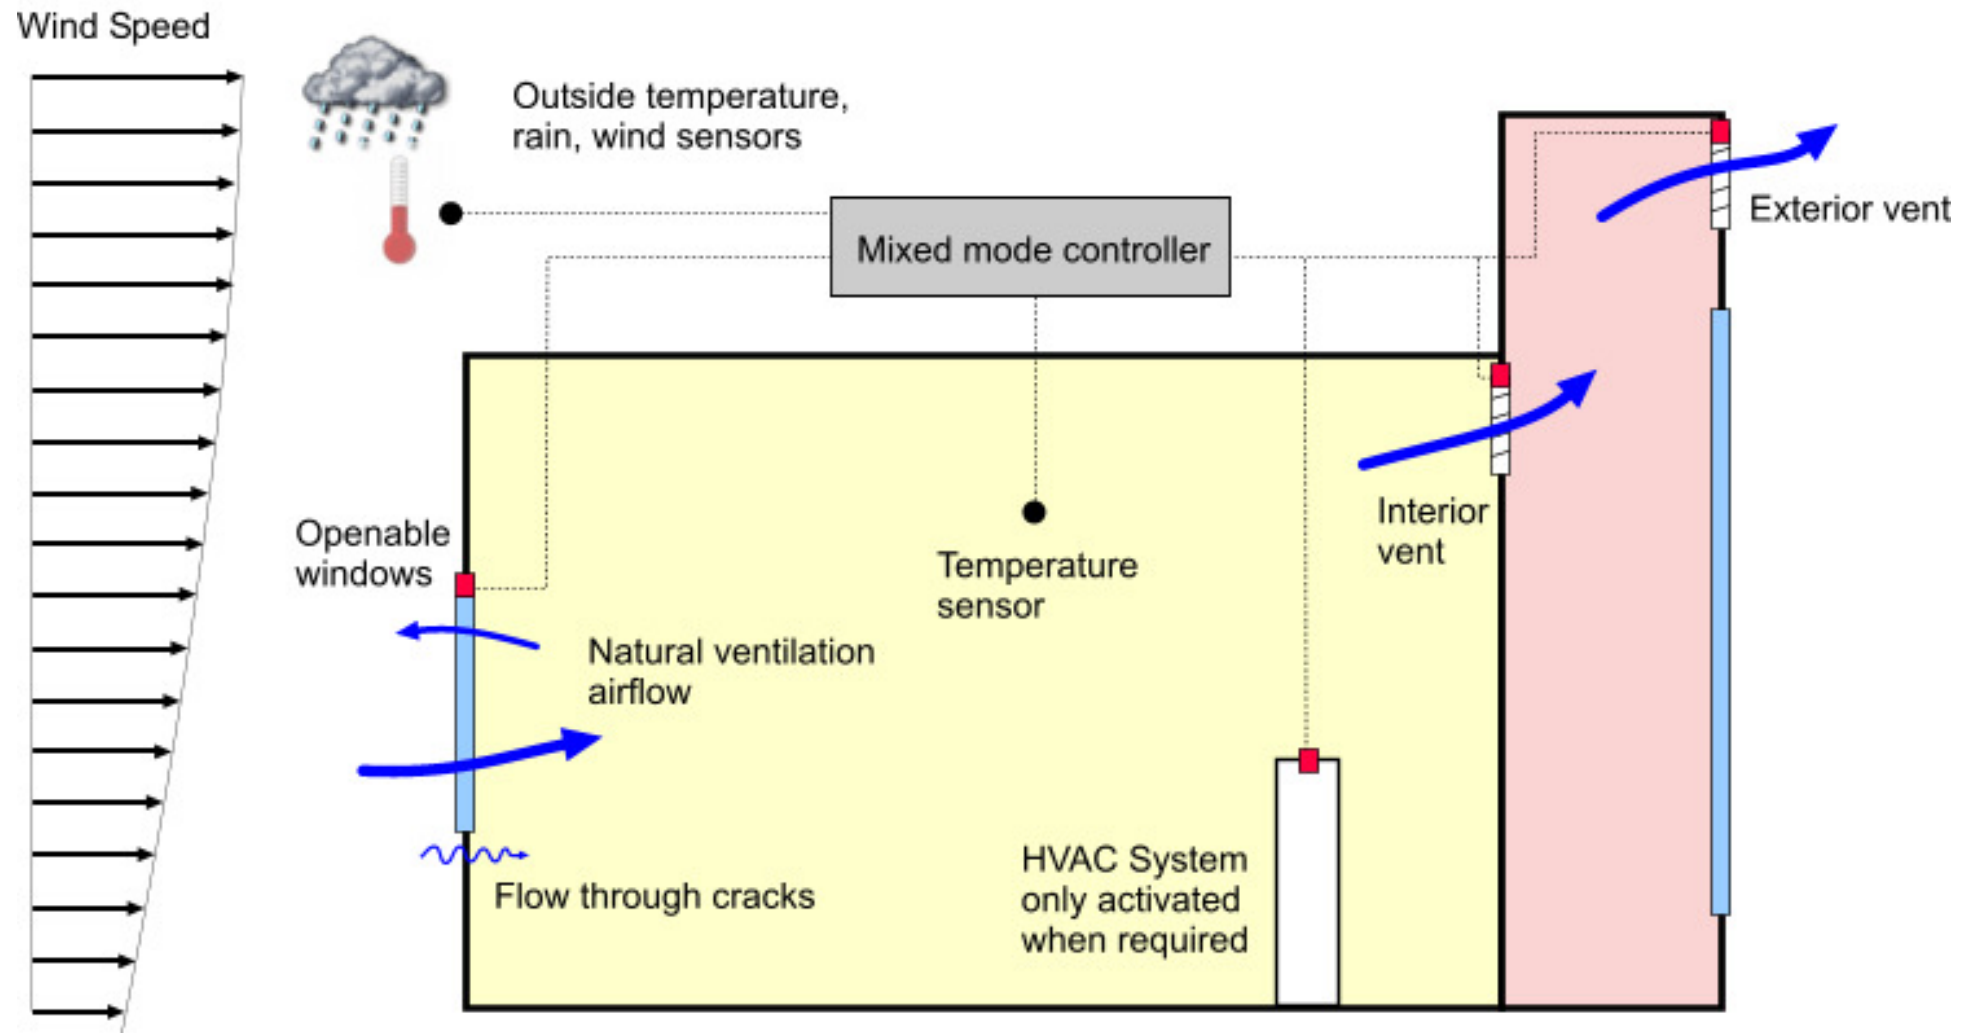 Wind Speed
Outside temperature,
rain, wind sensors
Mixed mode controller
Exterior vent
Openable
windows
Interior
vent
Temperature
sensor
Natural ventilation
airflow
HVAC System
only activated
when required
Flow through cracks